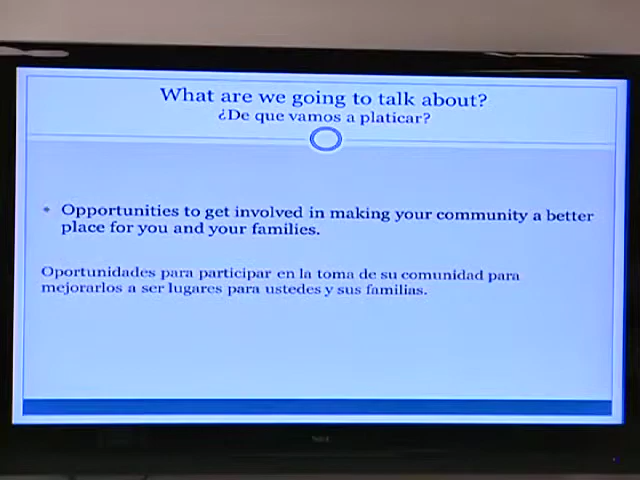 What are we going to talk about?
¿De que vamos a platicar?
Opportunities to get involved in making your community a better
place for you and your families.
Oportunidades para participar en la toma de su comunidad para
mejorarlos a ser lugares para ustedes y sus familias.
NEC